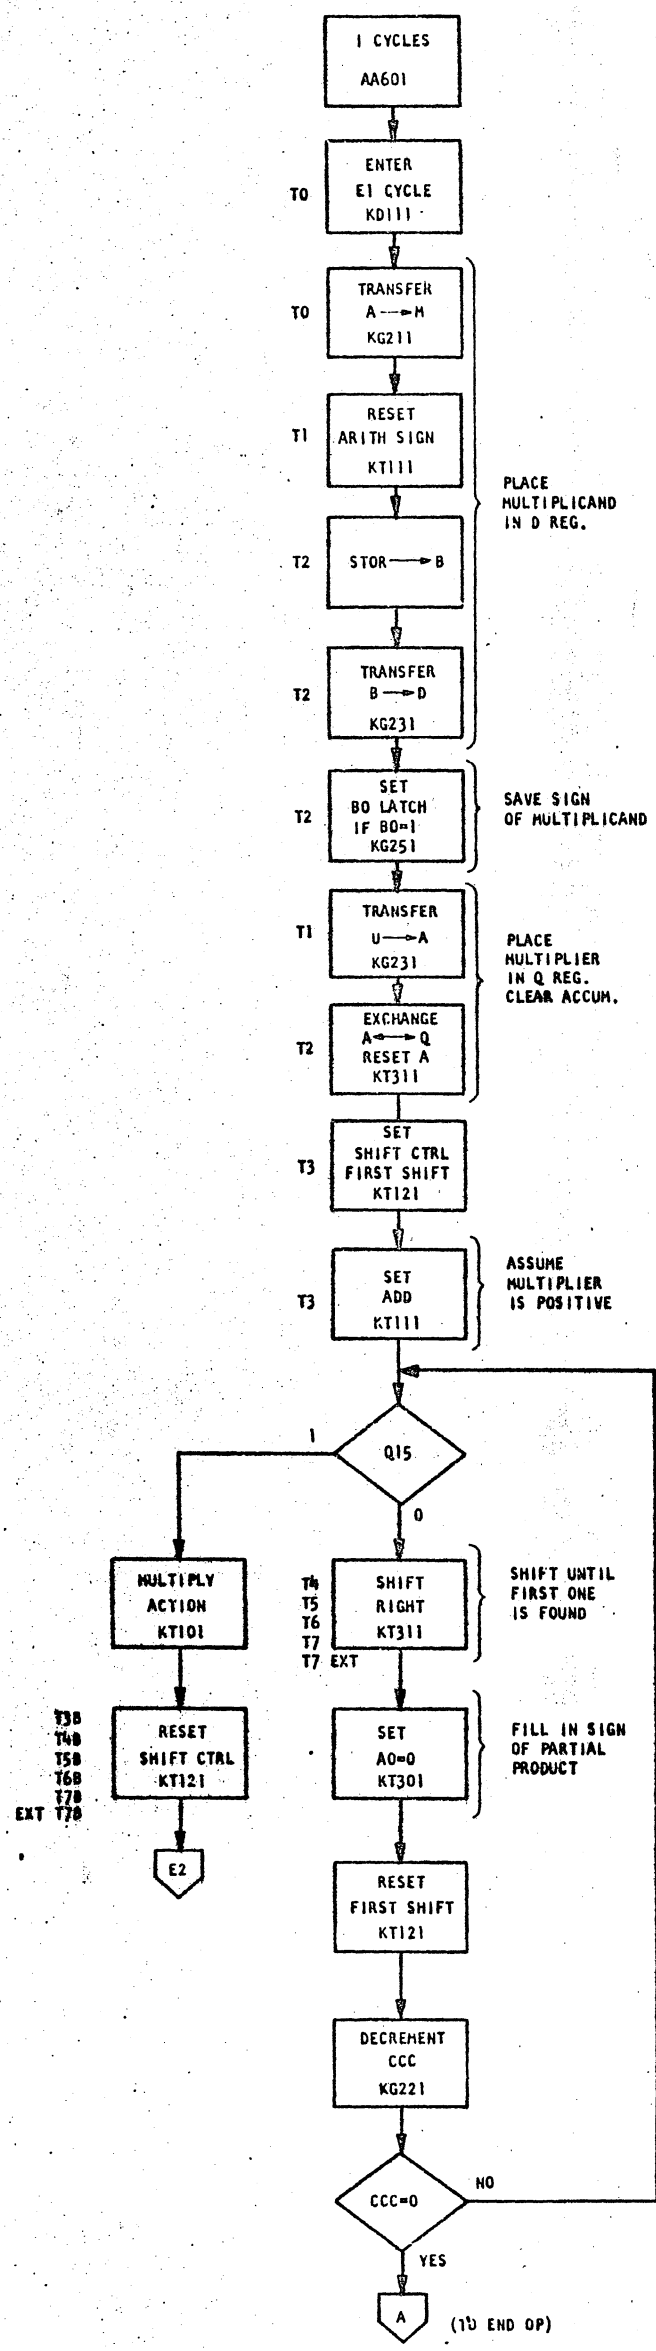 I CYCLES
AA601
T0
ENTER
E1 CYCLE
KD111
T0
TRANSFER
A → M
KG211
T1
RESET
ARITH SIGN
KT111
PLACE
MULTIPLICAND
IN D REG.
T2
STOR → B
T2
TRANSFER
B → D
KG231
T2
SET
B0 LATCH
IF B0=1
KG251
SAVE SIGN
OF MULTIPLICAND
T1
TRANSFER
U → A
KG231
PLACE
MULTIPLIER
IN Q REG.
CLEAR ACCUM.
T2
EXCHANGE
A ↔ Q
RESET A
KT311
T3
SET
SHIFT CTRL
FIRST SHIFT
KT121
T3
SET
ADD
KT111
ASSUME
MULTIPLIER
IS POSITIVE
1
Q15
0
MULTIPLY
ACTION
KT101
T4
T5
T6
T7
T7 EXT
SHIFT
RIGHT
KT311
SHIFT UNTIL
FIRST ONE
IS FOUND
T3B
T4B
T5B
T6B
T7B
EXT T7B
RESET
SHIFT CTRL
KT121
SET
A0=0
KT301
FILL IN SIGN
OF PARTIAL
PRODUCT
E2
RESET
FIRST SHIFT
KT121
DECREMENT
CCC
KG221
CCC=0
NO
YES
A
(TO END OP)